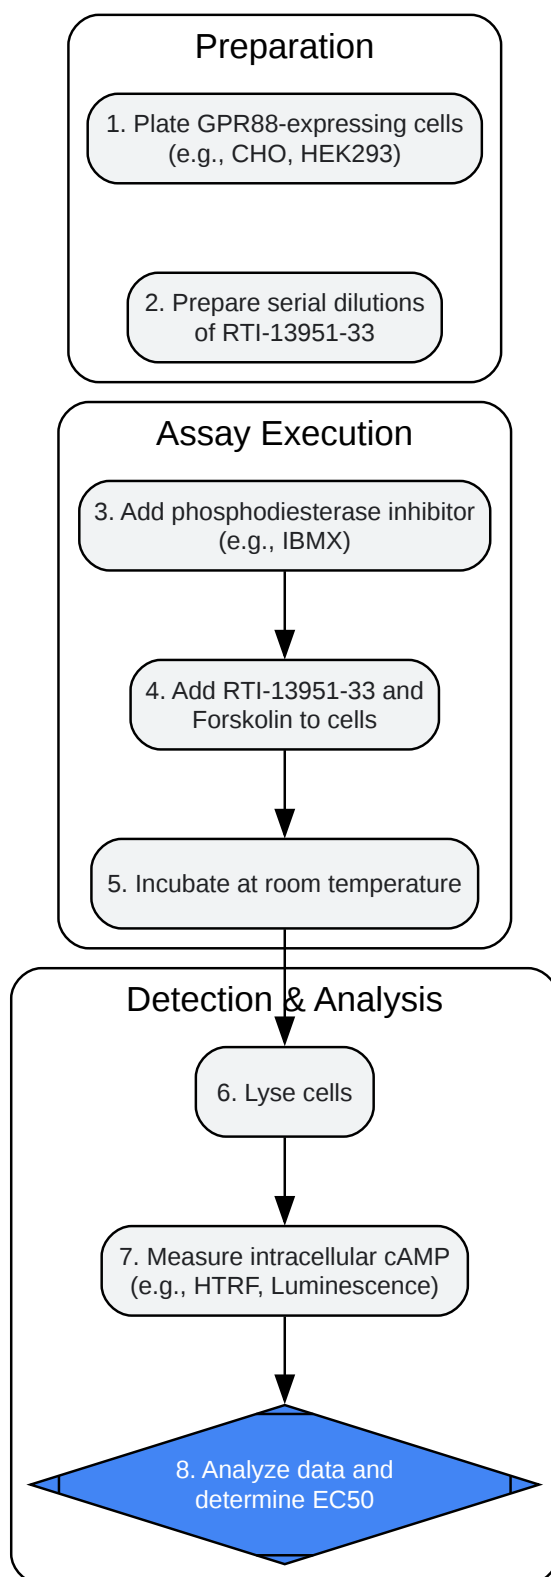 Preparation
1. Plate GPR88-expressing cells
(e.g., CHO, HEK293)
2. Prepare serial dilutions
of RTI-13951-33
Assay Execution
3. Add phosphodiesterase inhibitor
(e.g., IBMX)
4. Add RTI-13951-33 and
Forskolin to cells
5. Incubate at room temperature
Detection & Analysis
6. Lyse cells
7. Measure intracellular cAMP
(e.g., HTRF, Luminescence)
8. Analyze data and
determine EC50